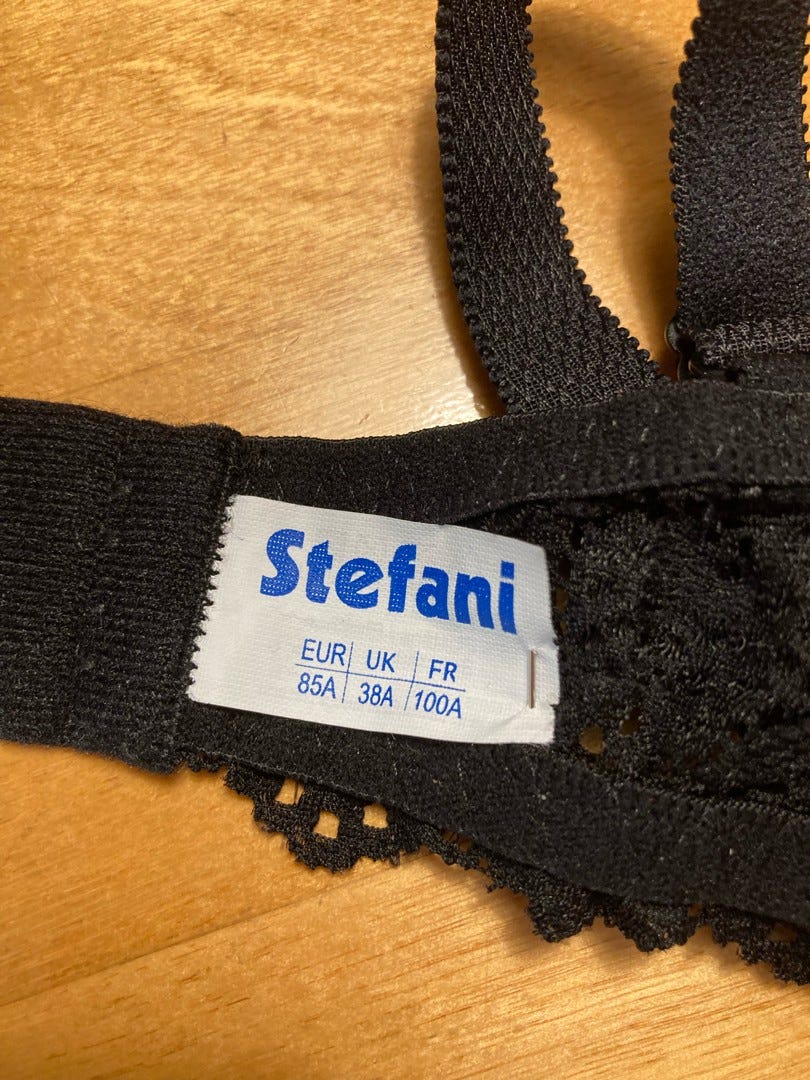 Stefani
EUR UK FR
85A 38A 100A